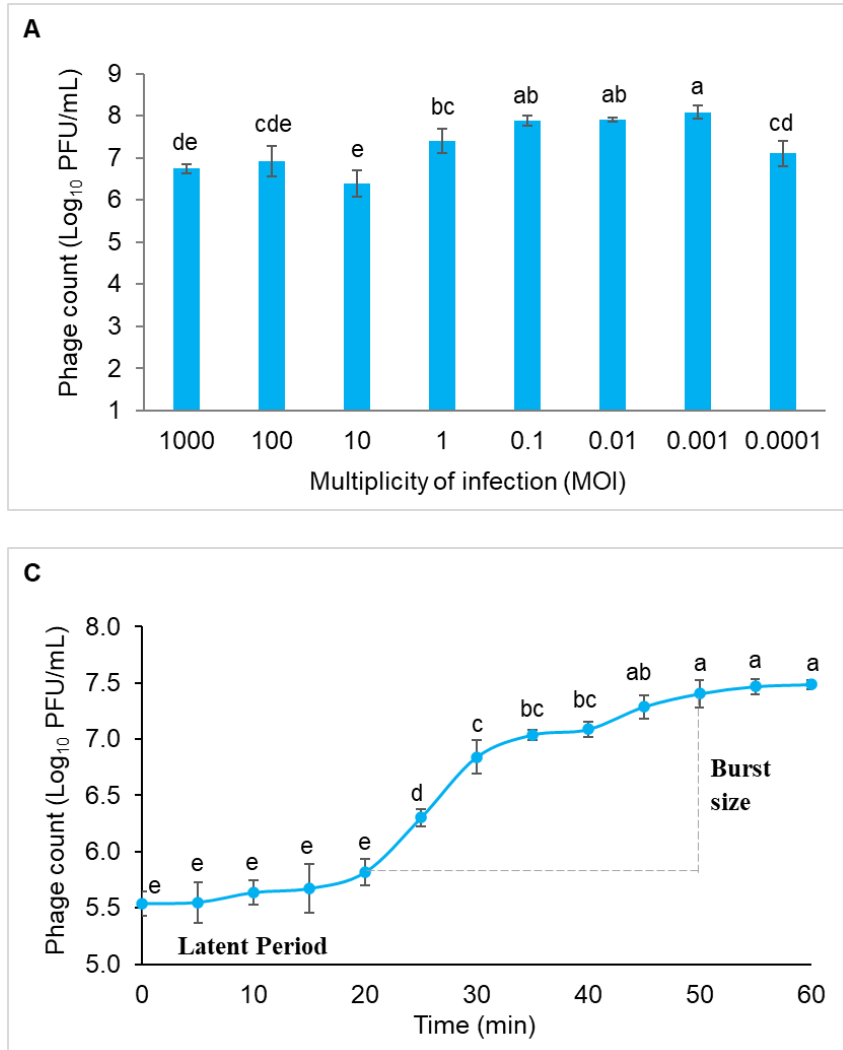 A
Phage count (Log₁₀ PFU/mL)
9
8
7
6
5
4
3
2
1
de
cde
e
bc
ab
ab
a
cd
1000 100 10 1 0.1 0.01 0.001 0.0001
Multiplicity of infection (MOI)
C
Phage count (Log₁₀ PFU/mL)
8.0
7.5
7.0
6.5
6.0
5.5
5.0
e
e
e
e
e
d
c
bc
bc
ab
a
a
a
Burst
size
Latent Period
0 10 20 30 40 50 60
Time (min)